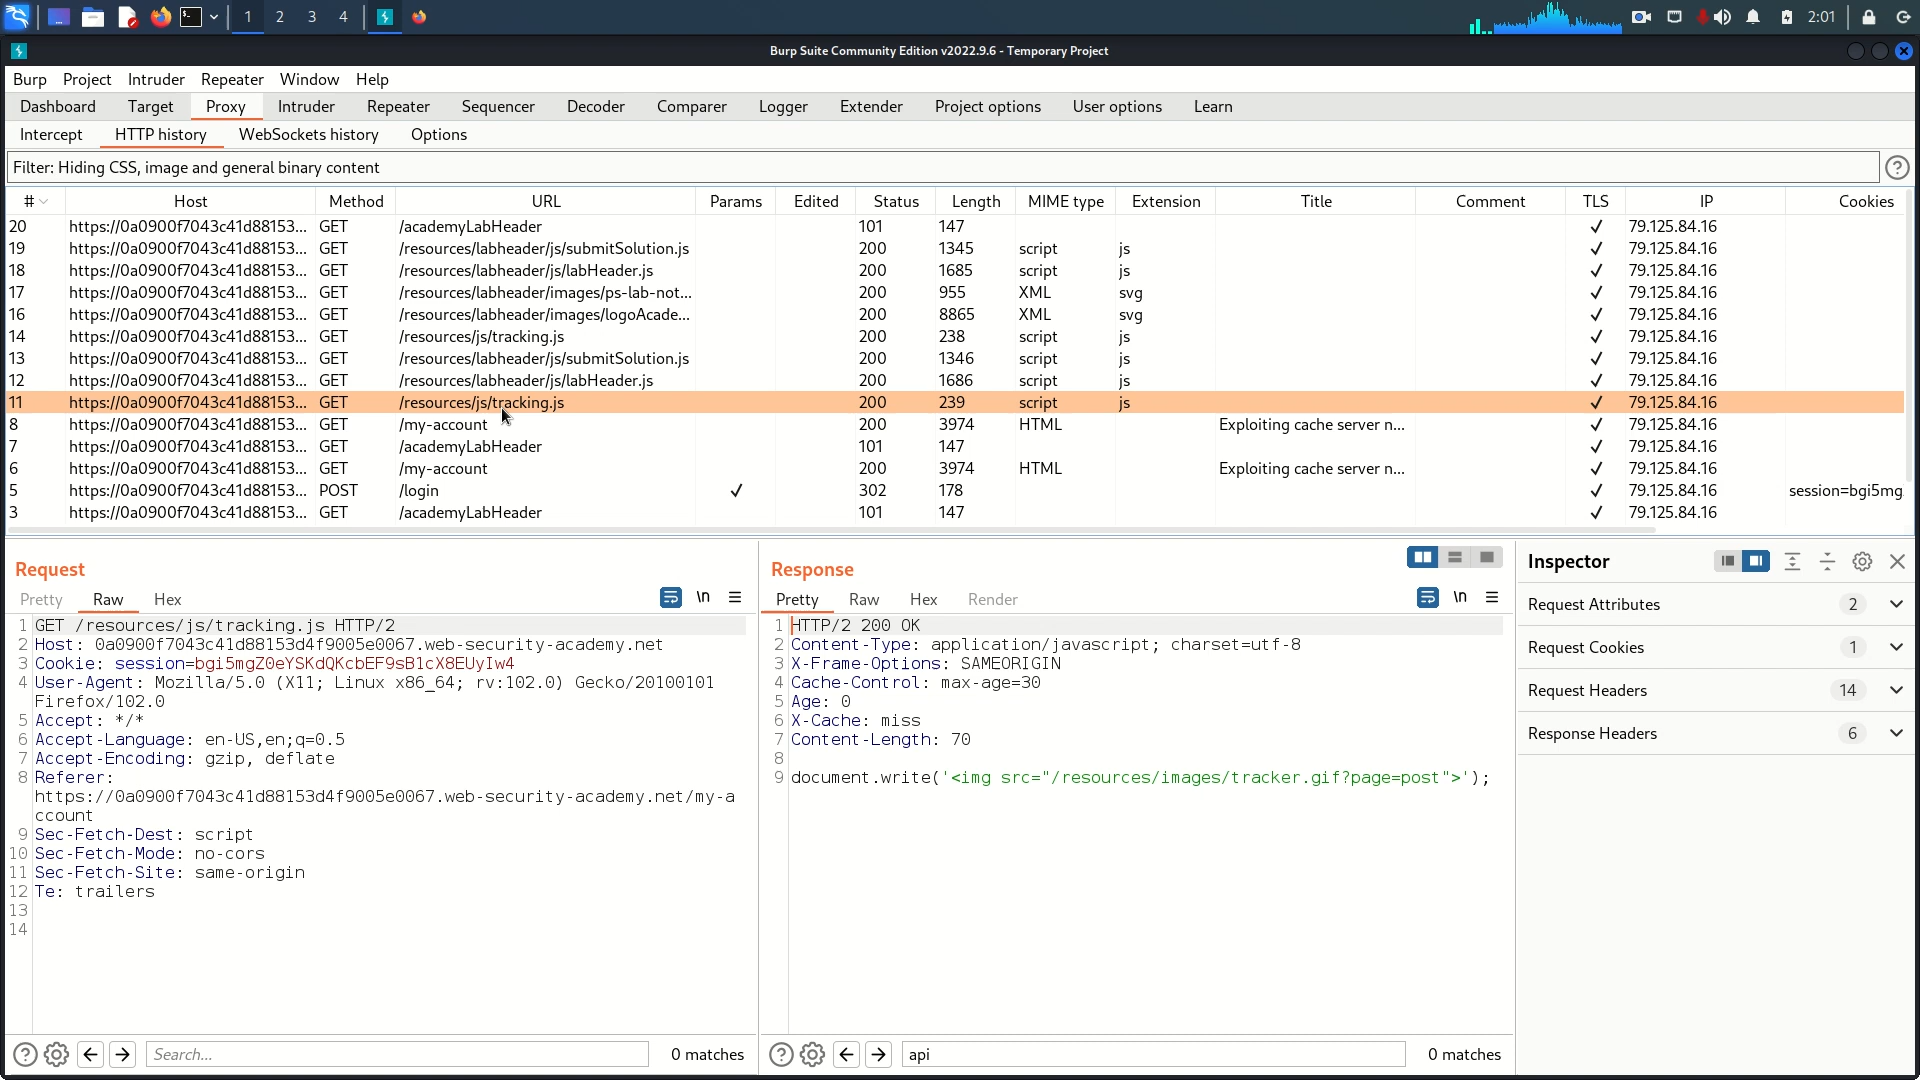 1 2 3 4 2:01
Burp Suite Community Edition v2022.9.6 - Temporary Project
Burp Project Intruder Repeater Window Help
Dashboard Target Proxy Intruder Repeater Sequencer Decoder Comparer Logger Extender Project options User options Learn
Intercept HTTP history WebSockets history Options
Filter: Hiding CSS, image and general binary content
# Host Method URL Params Edited Status Length MIME type Extension Title Comment TLS IP Cookies
20 https://0a0900f7043c41d88153... GET /academyLabHeader 101 147 ✓ 79.125.84.16
19 https://0a0900f7043c41d88153... GET /resources/labheader/js/submitSolution.js 200 1345 script js ✓ 79.125.84.16
18 https://0a0900f7043c41d88153... GET /resources/labheader/js/labHeader.js 200 1685 script js ✓ 79.125.84.16
17 https://0a0900f7043c41d88153... GET /resources/labheader/images/ps-lab-not... 200 955 XML svg ✓ 79.125.84.16
16 https://0a0900f7043c41d88153... GET /resources/labheader/images/logoAcade... 200 8865 XML svg ✓ 79.125.84.16
14 https://0a0900f7043c41d88153... GET /resources/js/tracking.js 200 238 script js ✓ 79.125.84.16
13 https://0a0900f7043c41d88153... GET /resources/labheader/js/submitSolution.js 200 1346 script js ✓ 79.125.84.16
12 https://0a0900f7043c41d88153... GET /resources/labheader/js/labHeader.js 200 1686 script js ✓ 79.125.84.16
11 https://0a0900f7043c41d88153... GET /resources/js/tracking.js 200 239 script js ✓ 79.125.84.16
8 https://0a0900f7043c41d88153... GET /my-account 200 3974 HTML Exploiting cache server n... ✓ 79.125.84.16
7 https://0a0900f7043c41d88153... GET /academyLabHeader 101 147 ✓ 79.125.84.16
6 https://0a0900f7043c41d88153... GET /my-account 200 3974 HTML Exploiting cache server n... ✓ 79.125.84.16
5 https://0a0900f7043c41d88153... POST /login ✓ 302 178 ✓ 79.125.84.16 session=bgi5mg
3 https://0a0900f7043c41d88153... GET /academyLabHeader 101 147 ✓ 79.125.84.16
Request
Pretty Raw Hex \n
1 GET /resources/js/tracking.js HTTP/2
2 Host: 0a0900f7043c41d88153d4f9005e0067.web-security-academy.net
3 Cookie: session=bgi5mgZ0eYSKdQKcbEF9sB1cX8EUyIw4
4 User-Agent: Mozilla/5.0 (X11; Linux x86_64; rv:102.0) Gecko/20100101
Firefox/102.0
5 Accept: */*
6 Accept-Language: en-US,en;q=0.5
7 Accept-Encoding: gzip, deflate
8 Referer:
https://0a0900f7043c41d88153d4f9005e0067.web-security-academy.net/my-a
ccount
9 Sec-Fetch-Dest: script
10 Sec-Fetch-Mode: no-cors
11 Sec-Fetch-Site: same-origin
12 Te: trailers
13
14
Search... 0 matches
Response
Pretty Raw Hex Render \n
1 HTTP/2 200 OK
2 Content-Type: application/javascript; charset=utf-8
3 X-Frame-Options: SAMEORIGIN
4 Cache-Control: max-age=30
5 Age: 0
6 X-Cache: miss
7 Content-Length: 70
8
9 document.write('<img src="/resources/images/tracker.gif?page=post">');
api 0 matches
Inspector
Request Attributes 2
Request Cookies 1
Request Headers 14
Response Headers 6